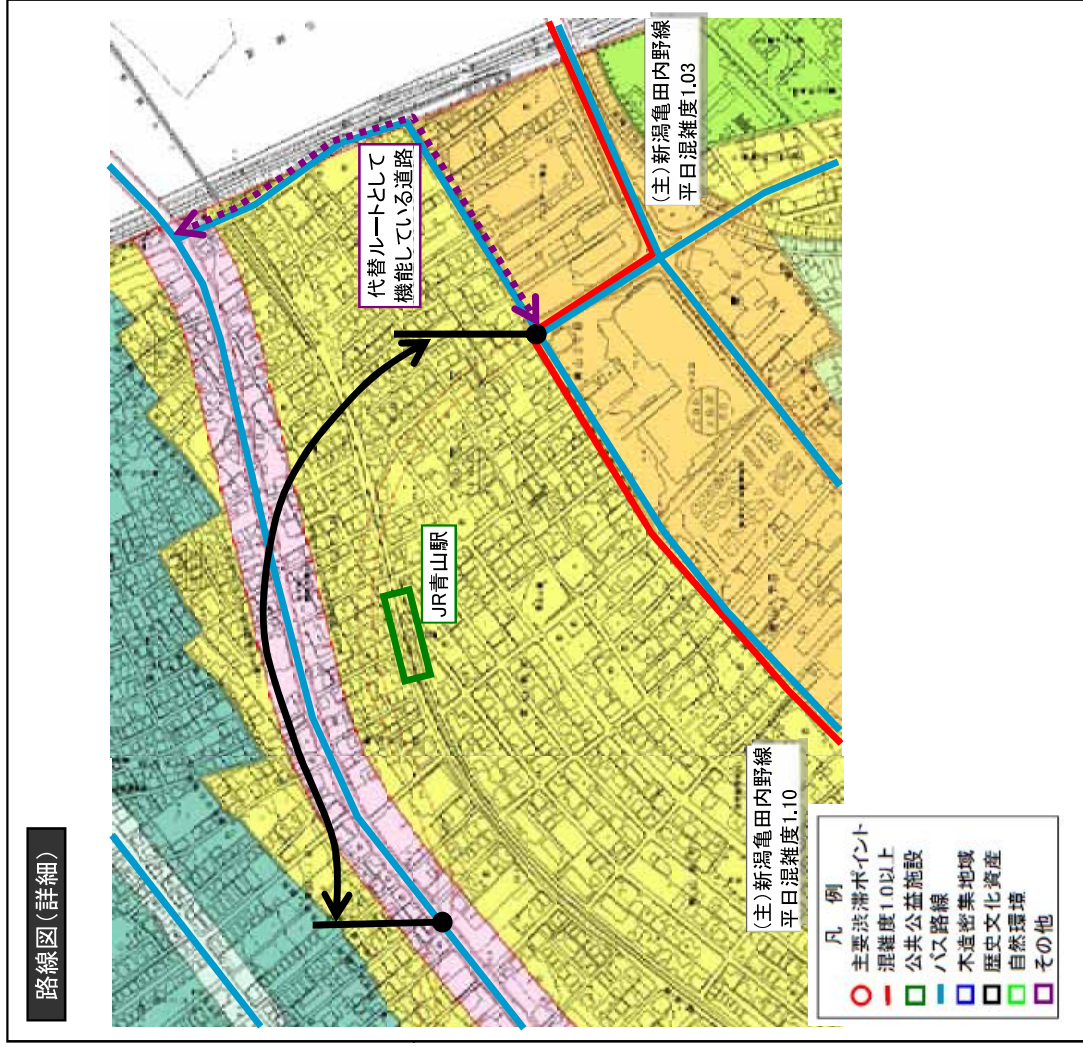 路線図(詳細)
代替ルートとして
機能している道路
(主)新潟亀田内野線
平日混雑度1.03
JR青山駅
(主)新潟亀田内野線
平日混雑度1.10
凡 例
主要渋滞ポイント
混雑度1.0以上
公共公益施設
バス路線
木造密集地域
歴史文化資産
自然環境
その他